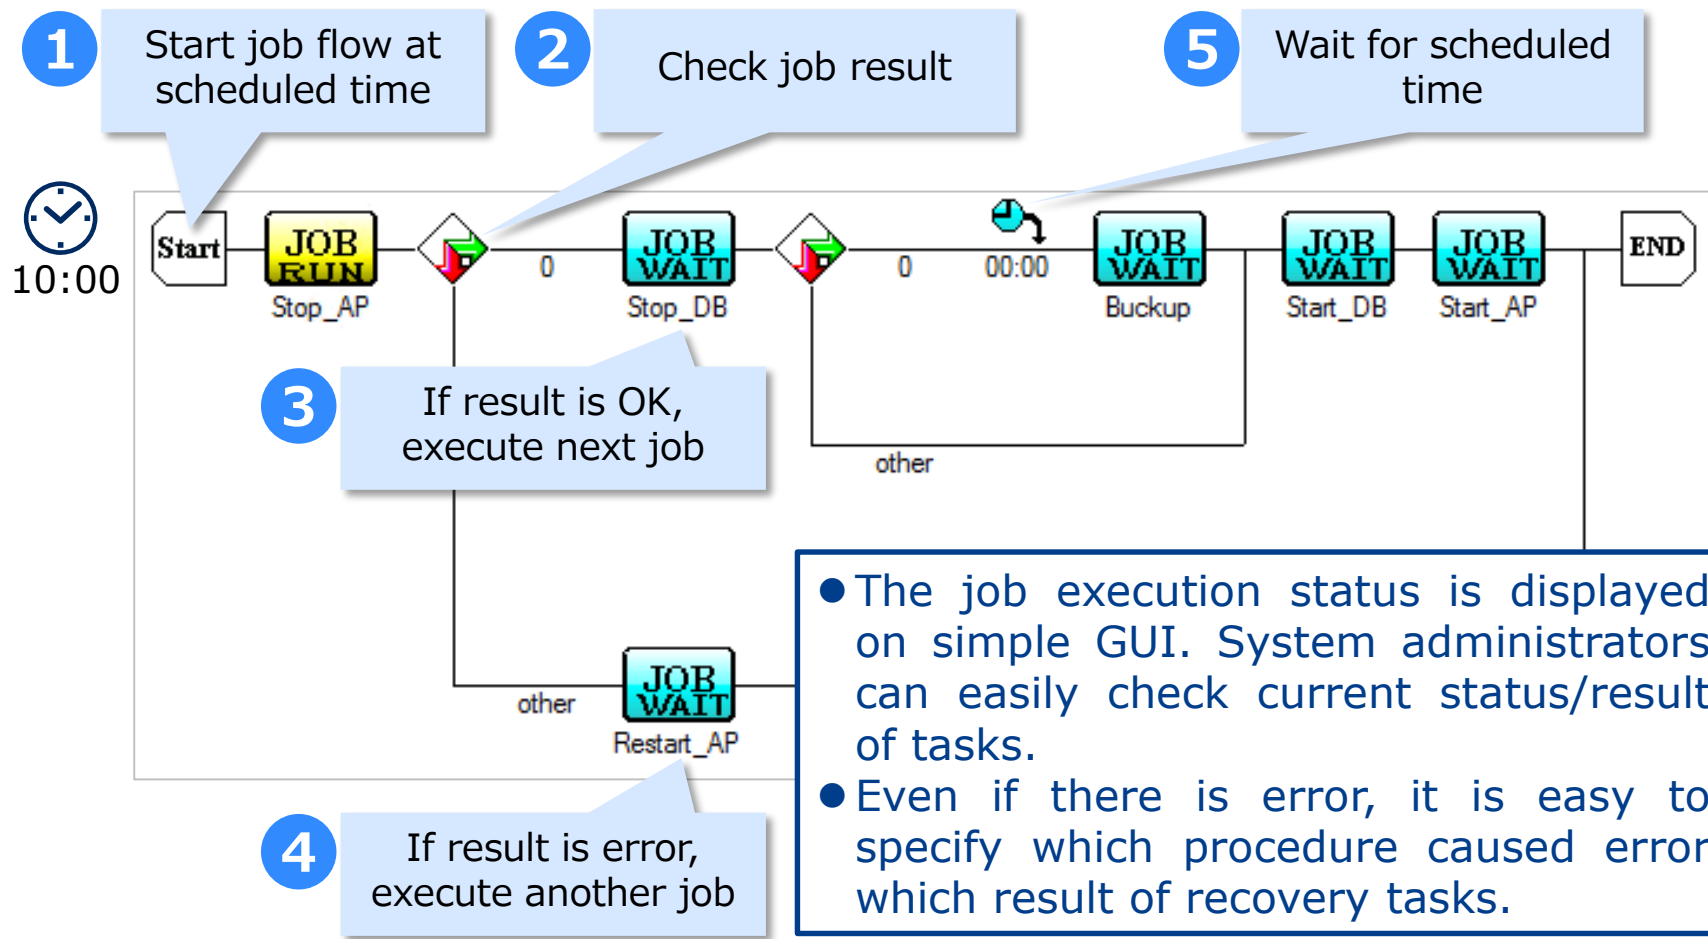 1
Start job flow at
scheduled time
2
Check job result
5
Wait for scheduled
time
10:00
Start
JOB
RUN
Stop_AP
0
JOB
WAIT
Stop_DB
0
00:00
JOB
WAIT
Buckup
JOB
WAIT
Start_DB
JOB
WAIT
Start_AP
END
3
If result is OK,
execute next job
other
other
JOB
WAIT
Restart_AP
4
If result is error,
execute another job
● The job execution status is displayed
on simple GUI. System administrators
can easily check current status/result
of tasks.
● Even if there is error, it is easy to
specify which procedure caused error
which result of recovery tasks.